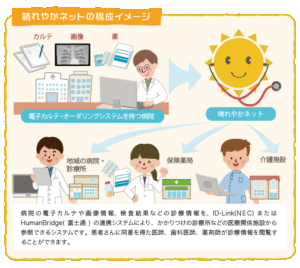 晴れやかネットの構成イメージ
カルテ 画像 薬
電子カルテ・オーダリングシステムを持つ病院
晴れやかネット
地域の病院・
診療所
保険薬局
介護施設
病院の電子カルテや画像情報、検査結果などの診療情報を、ID-Link(NEC)または
HumanBridge(富士通)の連携システムにより、かかりつけの診療所などの医療関係施設から
参照できるシステムです。患者さんに同意を得た医師、歯科医師、薬剤師が診療情報を閲覧す
ることができます。